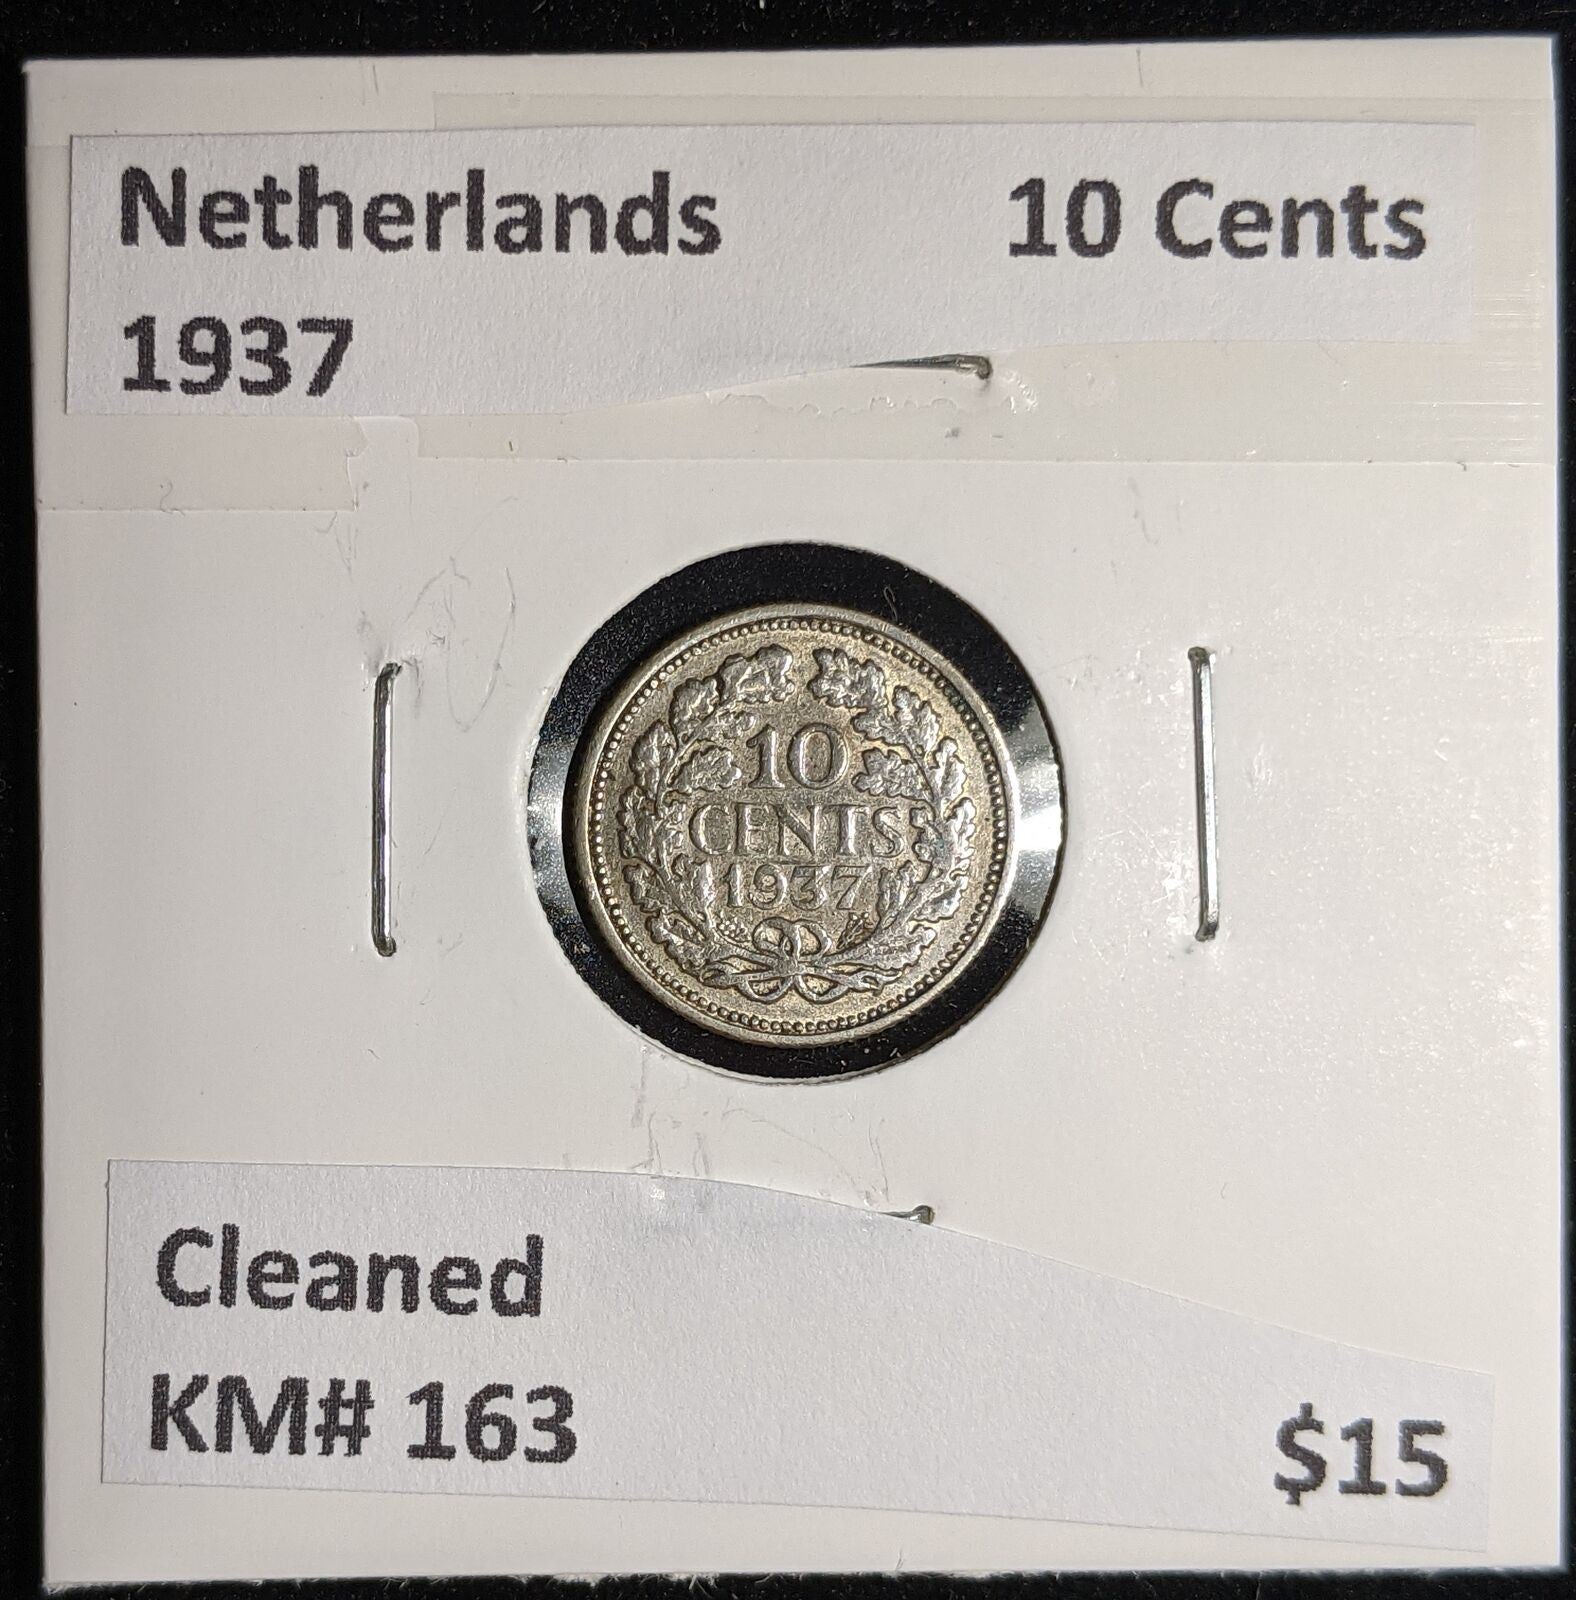 Netherlands 10 Cents
1937
10
CENTS
1937
Cleaned
KM# 163
$15